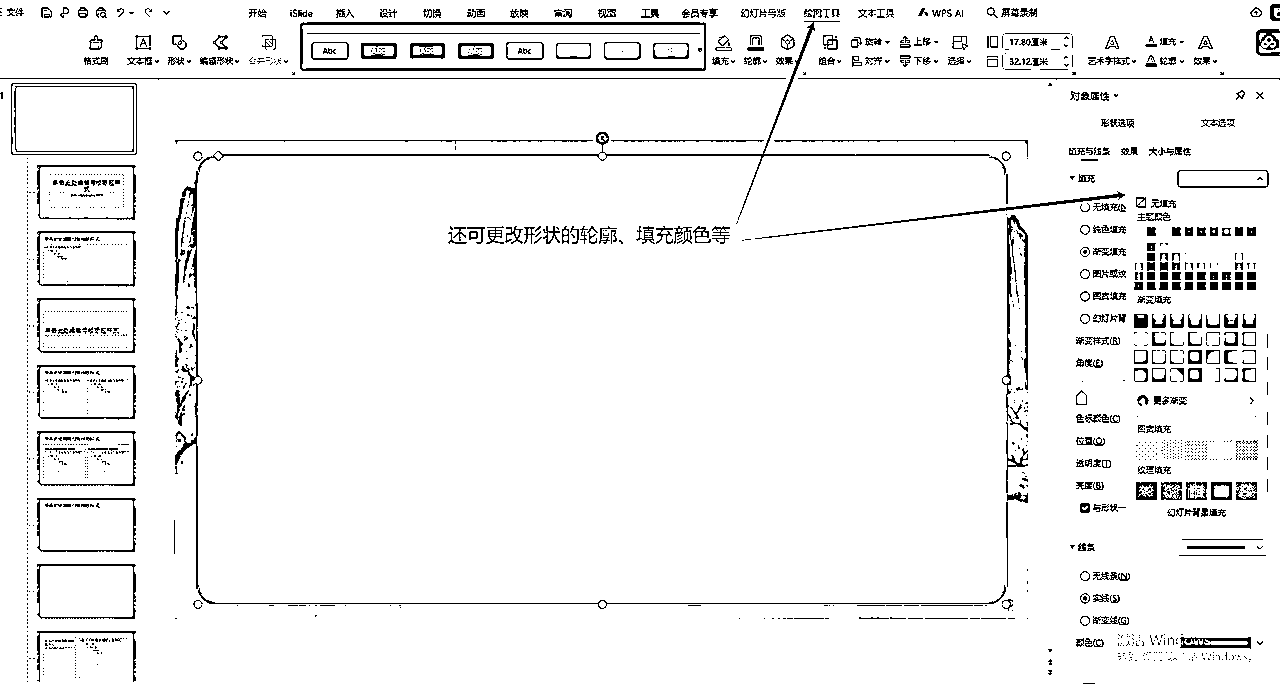 文件 开始 iSlide 插入 设计 切换 动画 放映 审阅 视图 工具 会员专享 幻灯片母版 绘图工具 文本工具 WPS AI 屏幕录制
格式刷 文本框 形状 编辑形状 合并形状 Abc Abc 填充 轮廓 效果 组合 旋转 对齐 上移 下移 选择 17.80厘米 32.12厘米 艺术字样式 填充 轮廓 效果
1
对象属性
形状选项 文本选项
填充与线条 效果 大小与属性
填充
无填充(N)
纯色填充
渐变填充
图片或纹
图案填充
幻灯片背
渐变样式(R)
角度(E)
色标颜色(C)
位置(O)
透明度(T)
亮度(B)
与形状一
无填充
主题颜色
渐变填充
更多渐变
图案填充
纹理填充
幻灯片背景填充
线条
无线条(N)
实线(S)
渐变线(G)
颜色(C)
还可更改形状的轮廓、填充颜色等